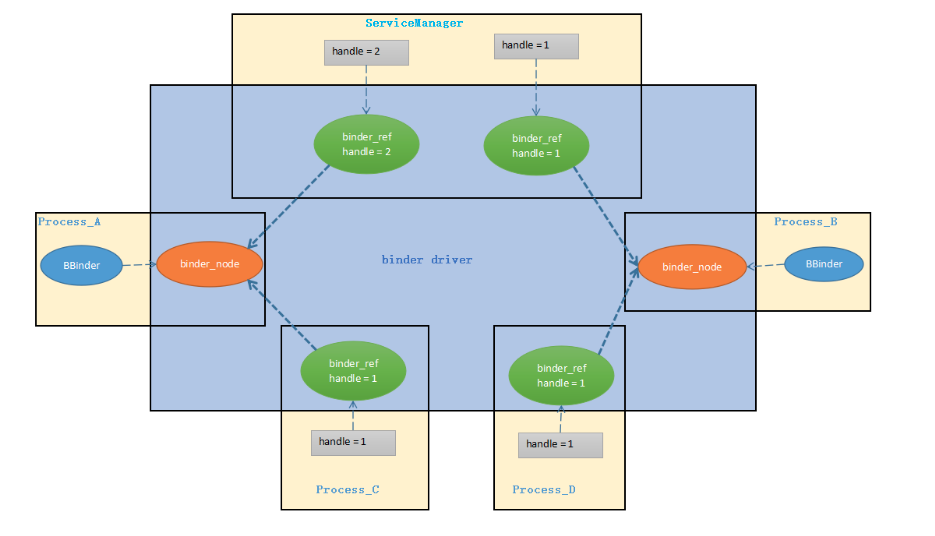 ServiceManager
handle = 2
handle = 1
binder_ref
handle = 2
binder_ref
handle = 1
Process_A
Process_B
BBinder
binder_node
binder driver
binder_node
BBinder
binder_ref
handle = 1
binder_ref
handle = 1
handle = 1
handle = 1
Process_C
Process_D